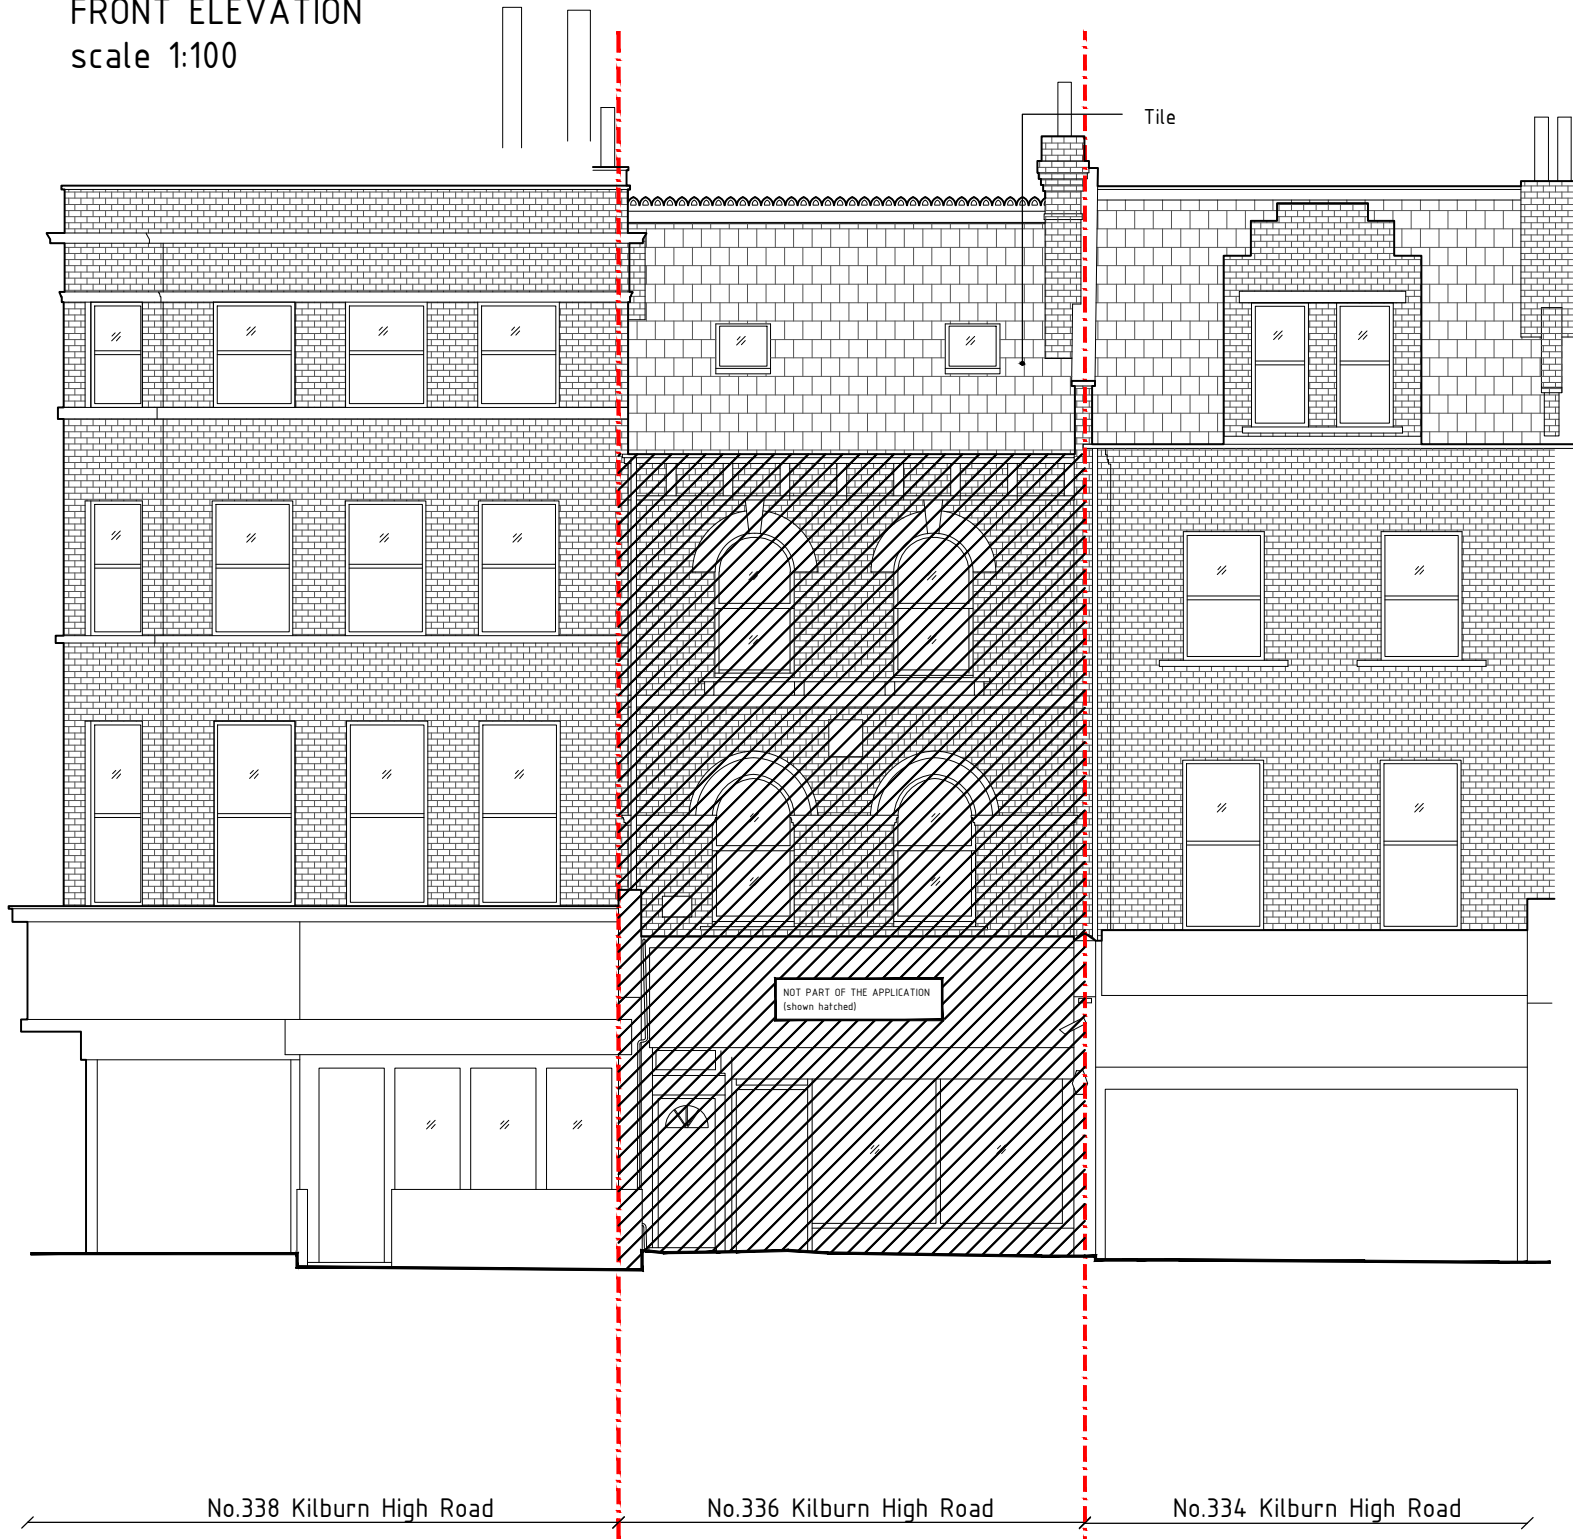 FRONT ELEVATION
scale 1:100
Tile
NOT PART OF THE APPLICATION
(shown hatched)
No.338 Kilburn High Road
No.336 Kilburn High Road
No.334 Kilburn High Road